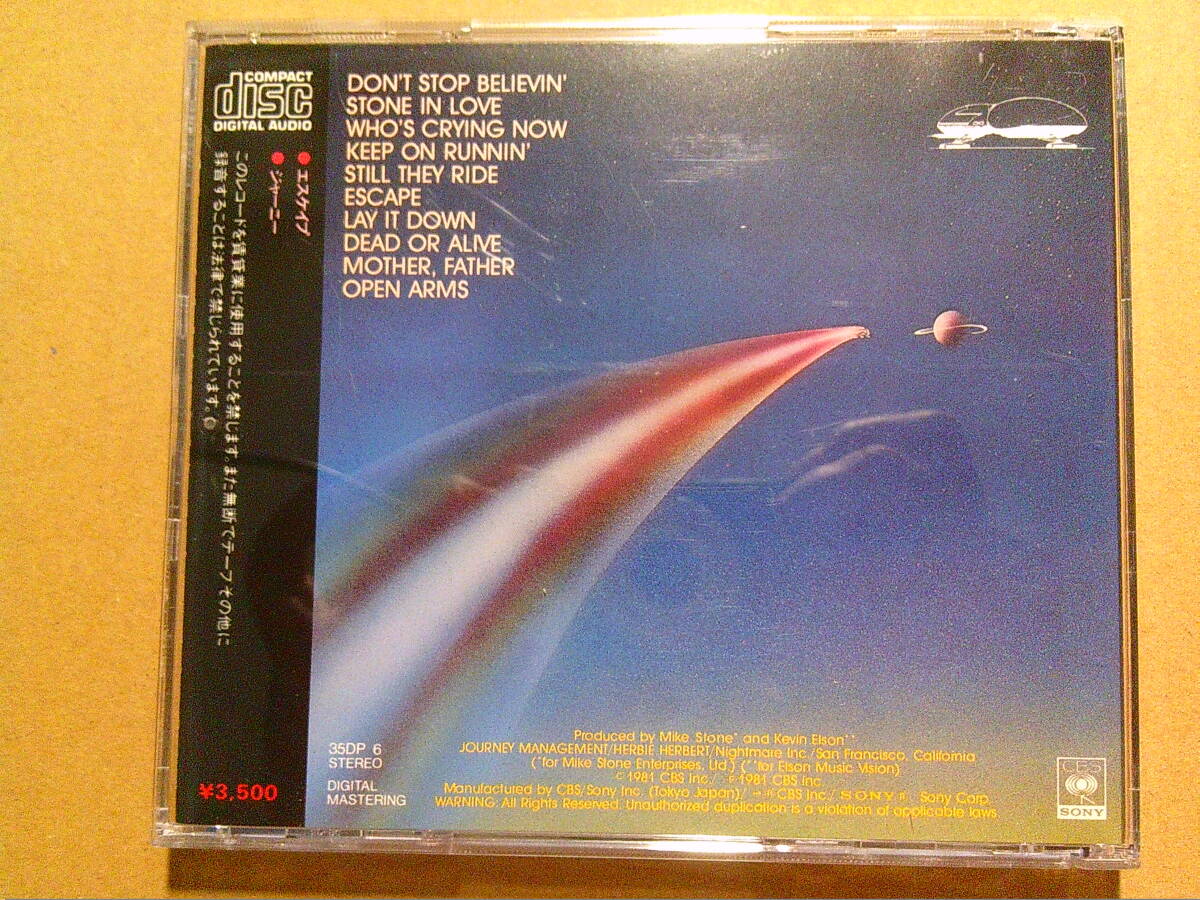 COMPACT
disc
DIGITAL AUDIO
● エスケイプ
● ジャーニー
このレコードを賃貸業に使用することを禁じます。また無断でテープその他に
録音することは法律で禁じられています。
¥3,500
DON'T STOP BELIEVIN'
STONE IN LOVE
WHO'S CRYING NOW
KEEP ON RUNNIN'
STILL THEY RIDE
ESCAPE
LAY IT DOWN
DEAD OR ALIVE
MOTHER, FATHER
OPEN ARMS
35DP 6
STEREO
DIGITAL
MASTERING
Produced by Mike Stone* and Kevin Elson**
JOURNEY MANAGEMENT/HERBIE HERBERT/Nightmare Inc./San Francisco, California
(*for Mike Stone Enterprises, Ltd.) (**for Elson Music Vision)
© 1981 CBS Inc./ ℗ 1981 CBS Inc.
Manufactured by CBS/Sony Inc. (Tokyo Japan)/ CBS Inc./ SONY Sony Corp.
WARNING: All Rights Reserved. Unauthorized duplication is a violation of applicable laws.
CBS
SONY